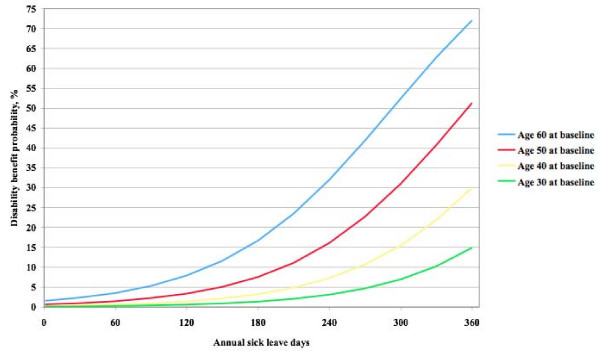 75
70
65
60
55
50
45
40
35
30
25
20
15
10
5
0
Disability benefit probability, %
0 60 120 180 240 300 360
Annual sick leave days
Age 60 at baseline
Age 50 at baseline
Age 40 at baseline
Age 30 at baseline